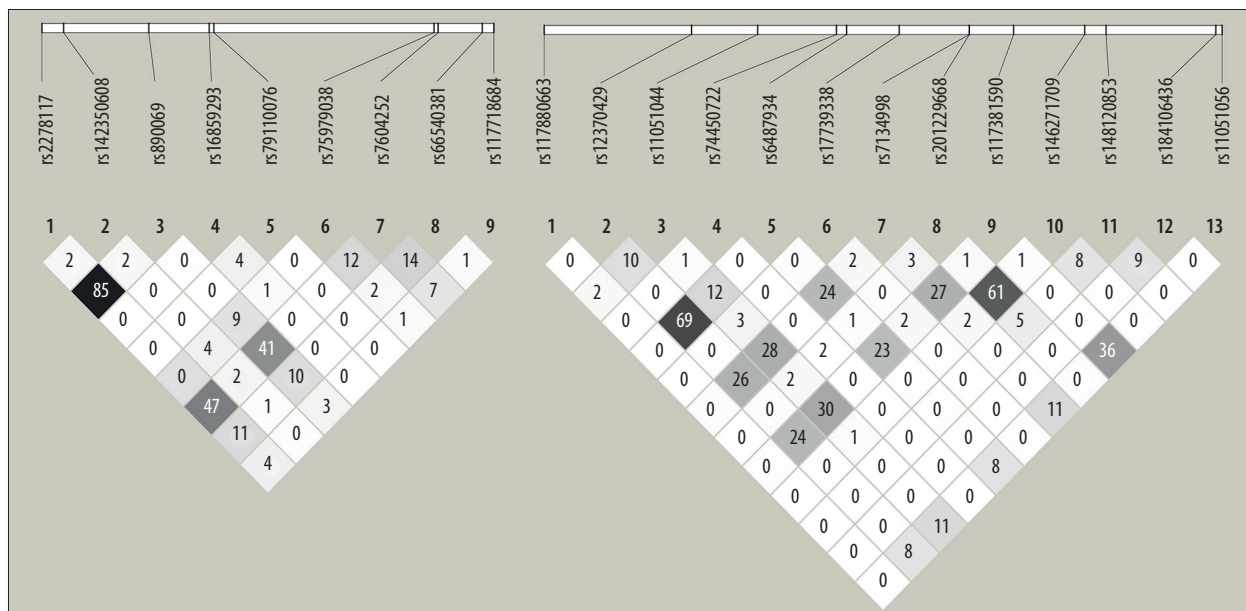 rs2278117
rs142350608
rs890069
rs16859293
rs79110076
rs75979038
rs7604252
rs66540381
rs117718684
1 2 3 4 5 6 7 8 9
2 2 0 4 0 12 14 1
85 0 0 1 0 2 7
0 0 9 0 0 1
0 4 41 0 0
0 2 10 0
47 1 3
11 0
4
rs117880663
rs12370429
rs11051044
rs74450722
rs6487934
rs17739338
rs7134998
rs201229668
rs117381590
rs146271709
rs148120853
rs184106436
rs11051056
1 2 3 4 5 6 7 8 9 10 11 12 13
0 10 1 0 0 2 3 1 1 8 9 0
2 0 12 0 24 0 27 61 0 0 0
0 69 3 0 1 2 2 5 0 0
0 0 28 2 23 0 0 0 36
0 26 2 0 0 0 0 0
0 0 30 0 0 0 11
0 24 1 0 0 0
0 0 0 0 8
0 0 0 0
0 0 11
0 8
0